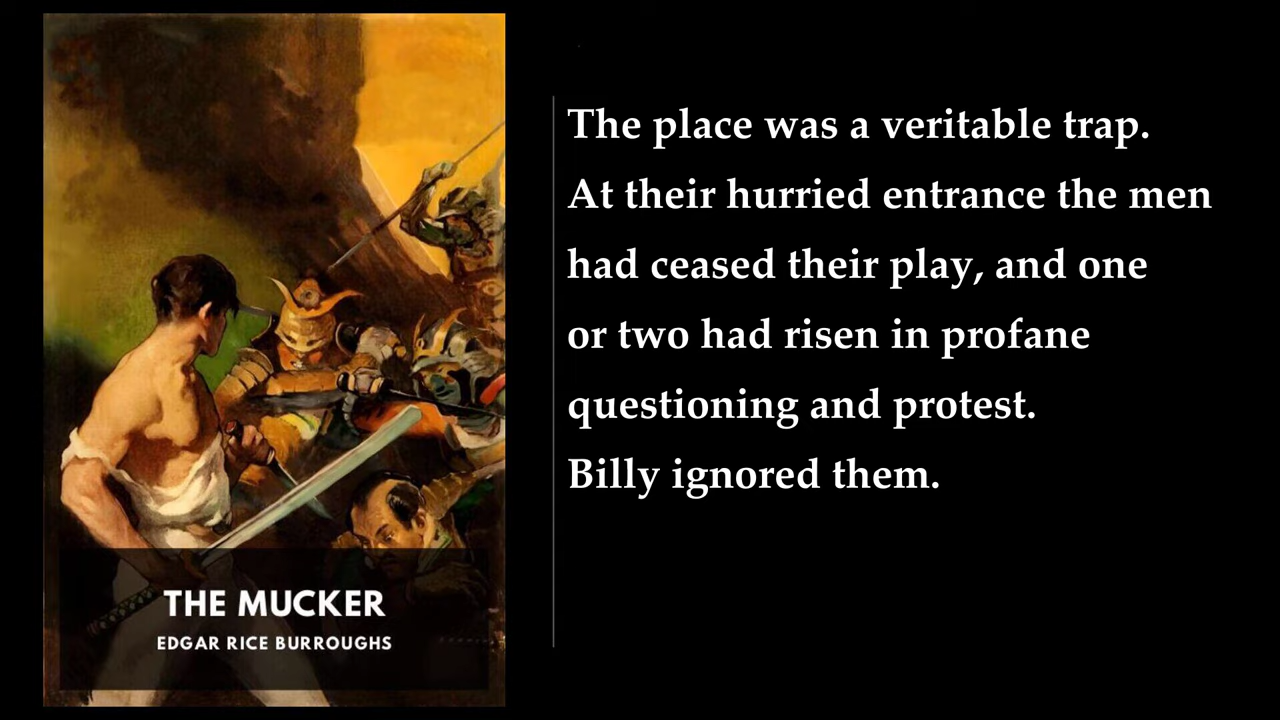 THE MUCKER
EDGAR RICE BURROUGHS
The place was a veritable trap.
At their hurried entrance the men
had ceased their play, and one
or two had risen in profane
questioning and protest.
Billy ignored them.